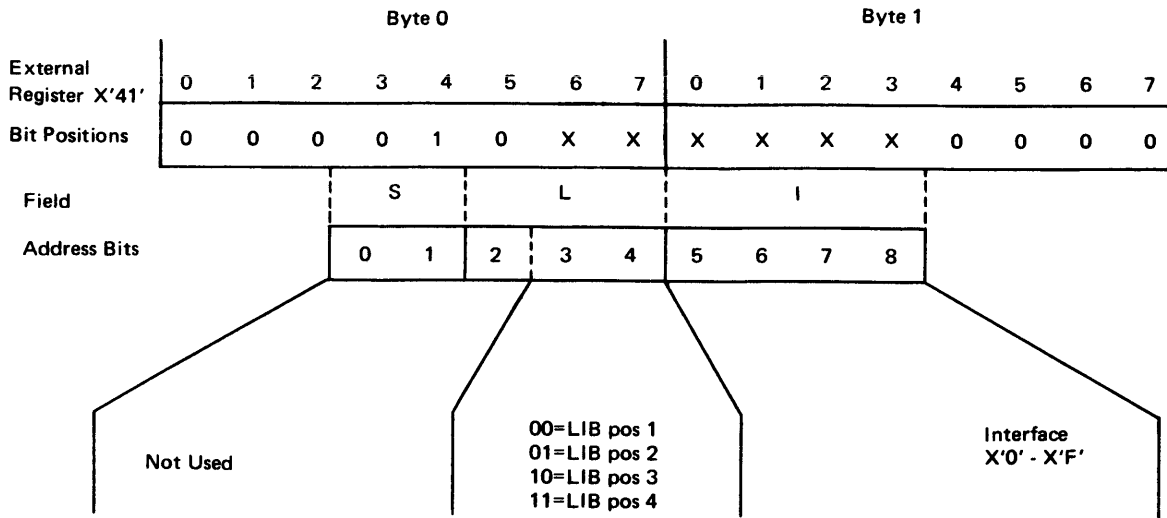 Byte 0 Byte 1
External
Register X'41' 0 1 2 3 4 5 6 7 0 1 2 3 4 5 6 7
Bit Positions 0 0 0 0 1 0 X X X X X X 0 0 0 0
Field S L I
Address Bits 0 1 2 3 4 5 6 7 8
Not Used
00=LIB pos 1
01=LIB pos 2
10=LIB pos 3
11=LIB pos 4
Interface
X'0' - X'F'